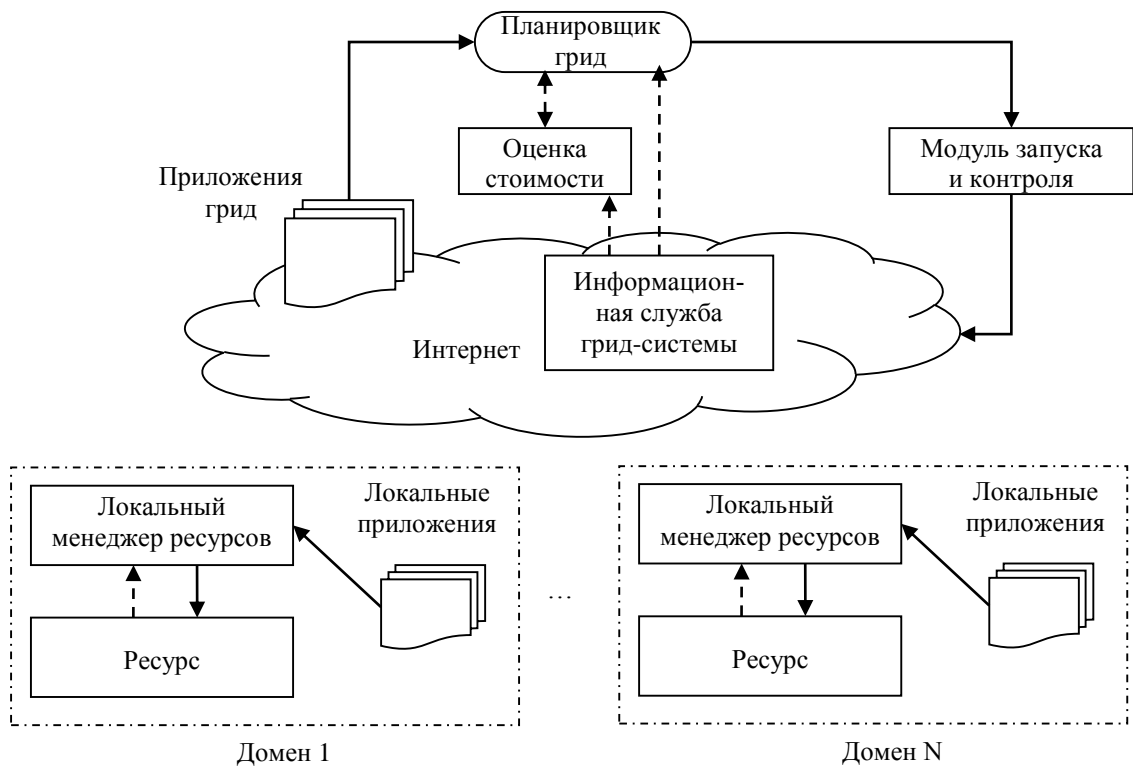 Планировщик
грид
Оценка
стоимости
Модуль запуска
и контроля
Приложения
грид
Информацион-
ная служба
грид-системы
Интернет
Локальный
менеджер ресурсов
Локальные
приложения
Ресурс
Домен 1
...
Локальный
менеджер ресурсов
Локальные
приложения
Ресурс
Домен N